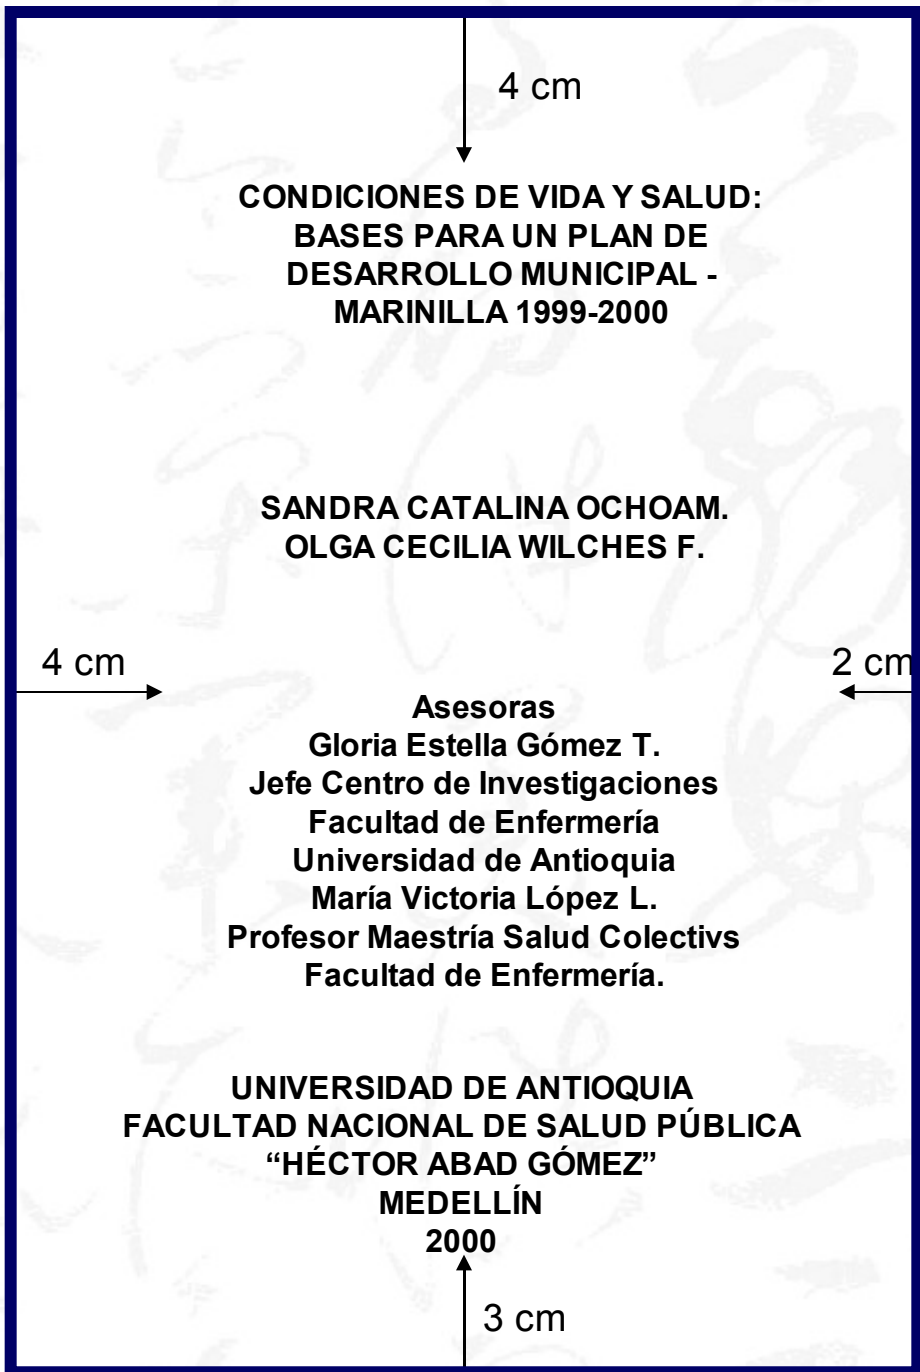 4 cm
CONDICIONES DE VIDA Y SALUD:
BASES PARA UN PLAN DE
DESARROLLO MUNICIPAL -
MARINILLA 1999-2000
SANDRA CATALINA OCHOAM.
OLGA CECILIA WILCHES F.
4 cm
2 cm
Asesoras
Gloria Estella Gómez T.
Jefe Centro de Investigaciones
Facultad de Enfermería
Universidad de Antioquia
María Victoria López L.
Profesor Maestría Salud Colectivs
Facultad de Enfermería.
UNIVERSIDAD DE ANTIOQUIA
FACULTAD NACIONAL DE SALUD PÚBLICA
“HÉCTOR ABAD GÓMEZ”
MEDELLÍN
2000
3 cm